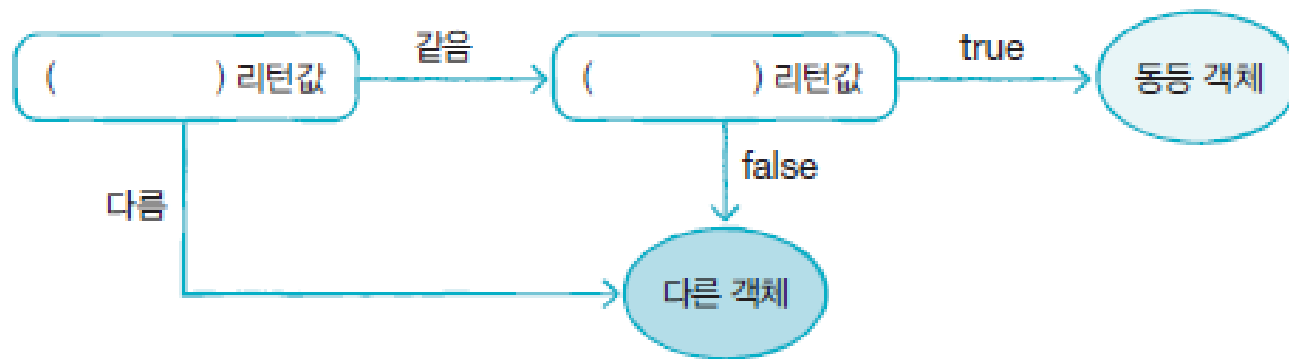 ( ) 리턴값
같음
( ) 리턴값
true
동등 객체
다름
false
다른 객체